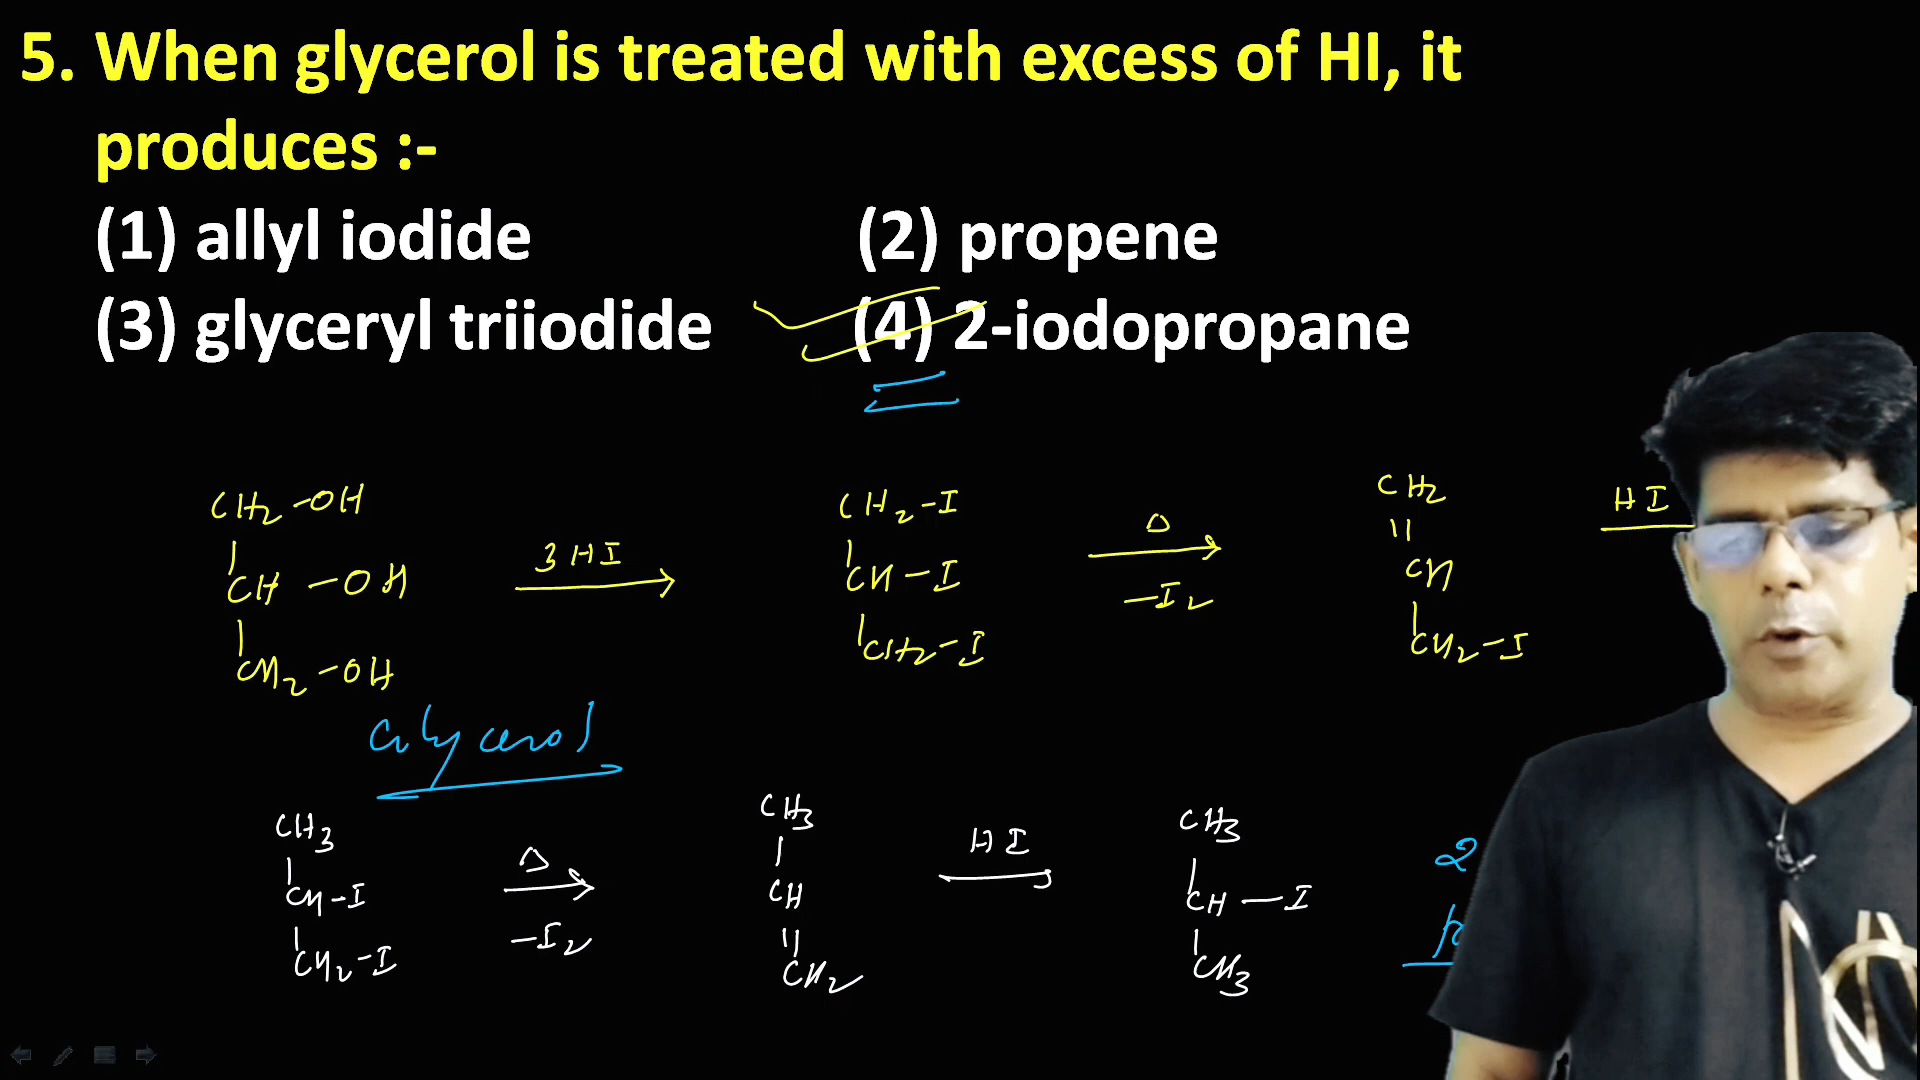 5. When glycerol is treated with excess of HI, it
produces :-
(1) allyl iodide (2) propene
(3) glyceryl triiodide (4) 2-iodopropane
CH2-OH
CH-OH
CH2-OH
3HI
CH2-I
CH-I
CH2-I
Δ
-I2
CH2
CH
CH2-I
HI
Glycerol
CH3
CH-I
CH2-I
Δ
-I2
CH3
CH
CH2
HI
CH3
CH-I
CH3
2